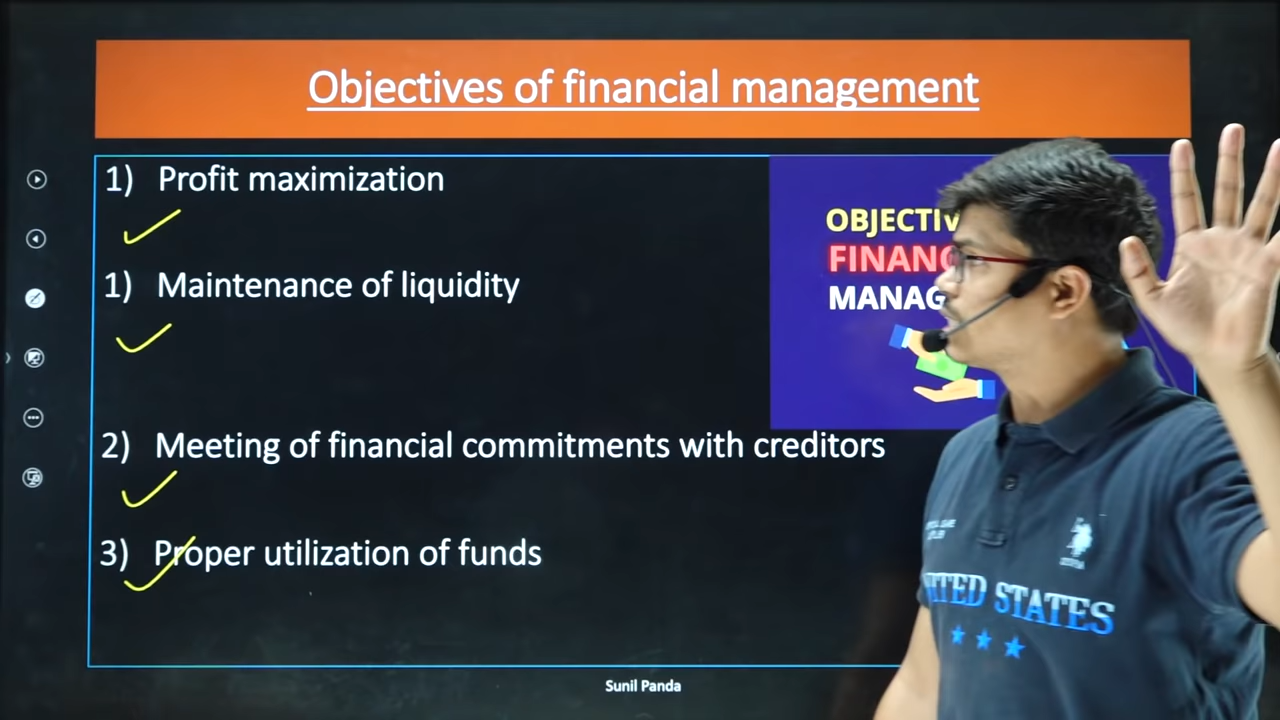 Objectives of financial management
1) Profit maximization
1) Maintenance of liquidity
2) Meeting of financial commitments with creditors
3) Proper utilization of funds
OBJECTIV
FINANC
MANAG
UNITED STATES
Sunil Panda